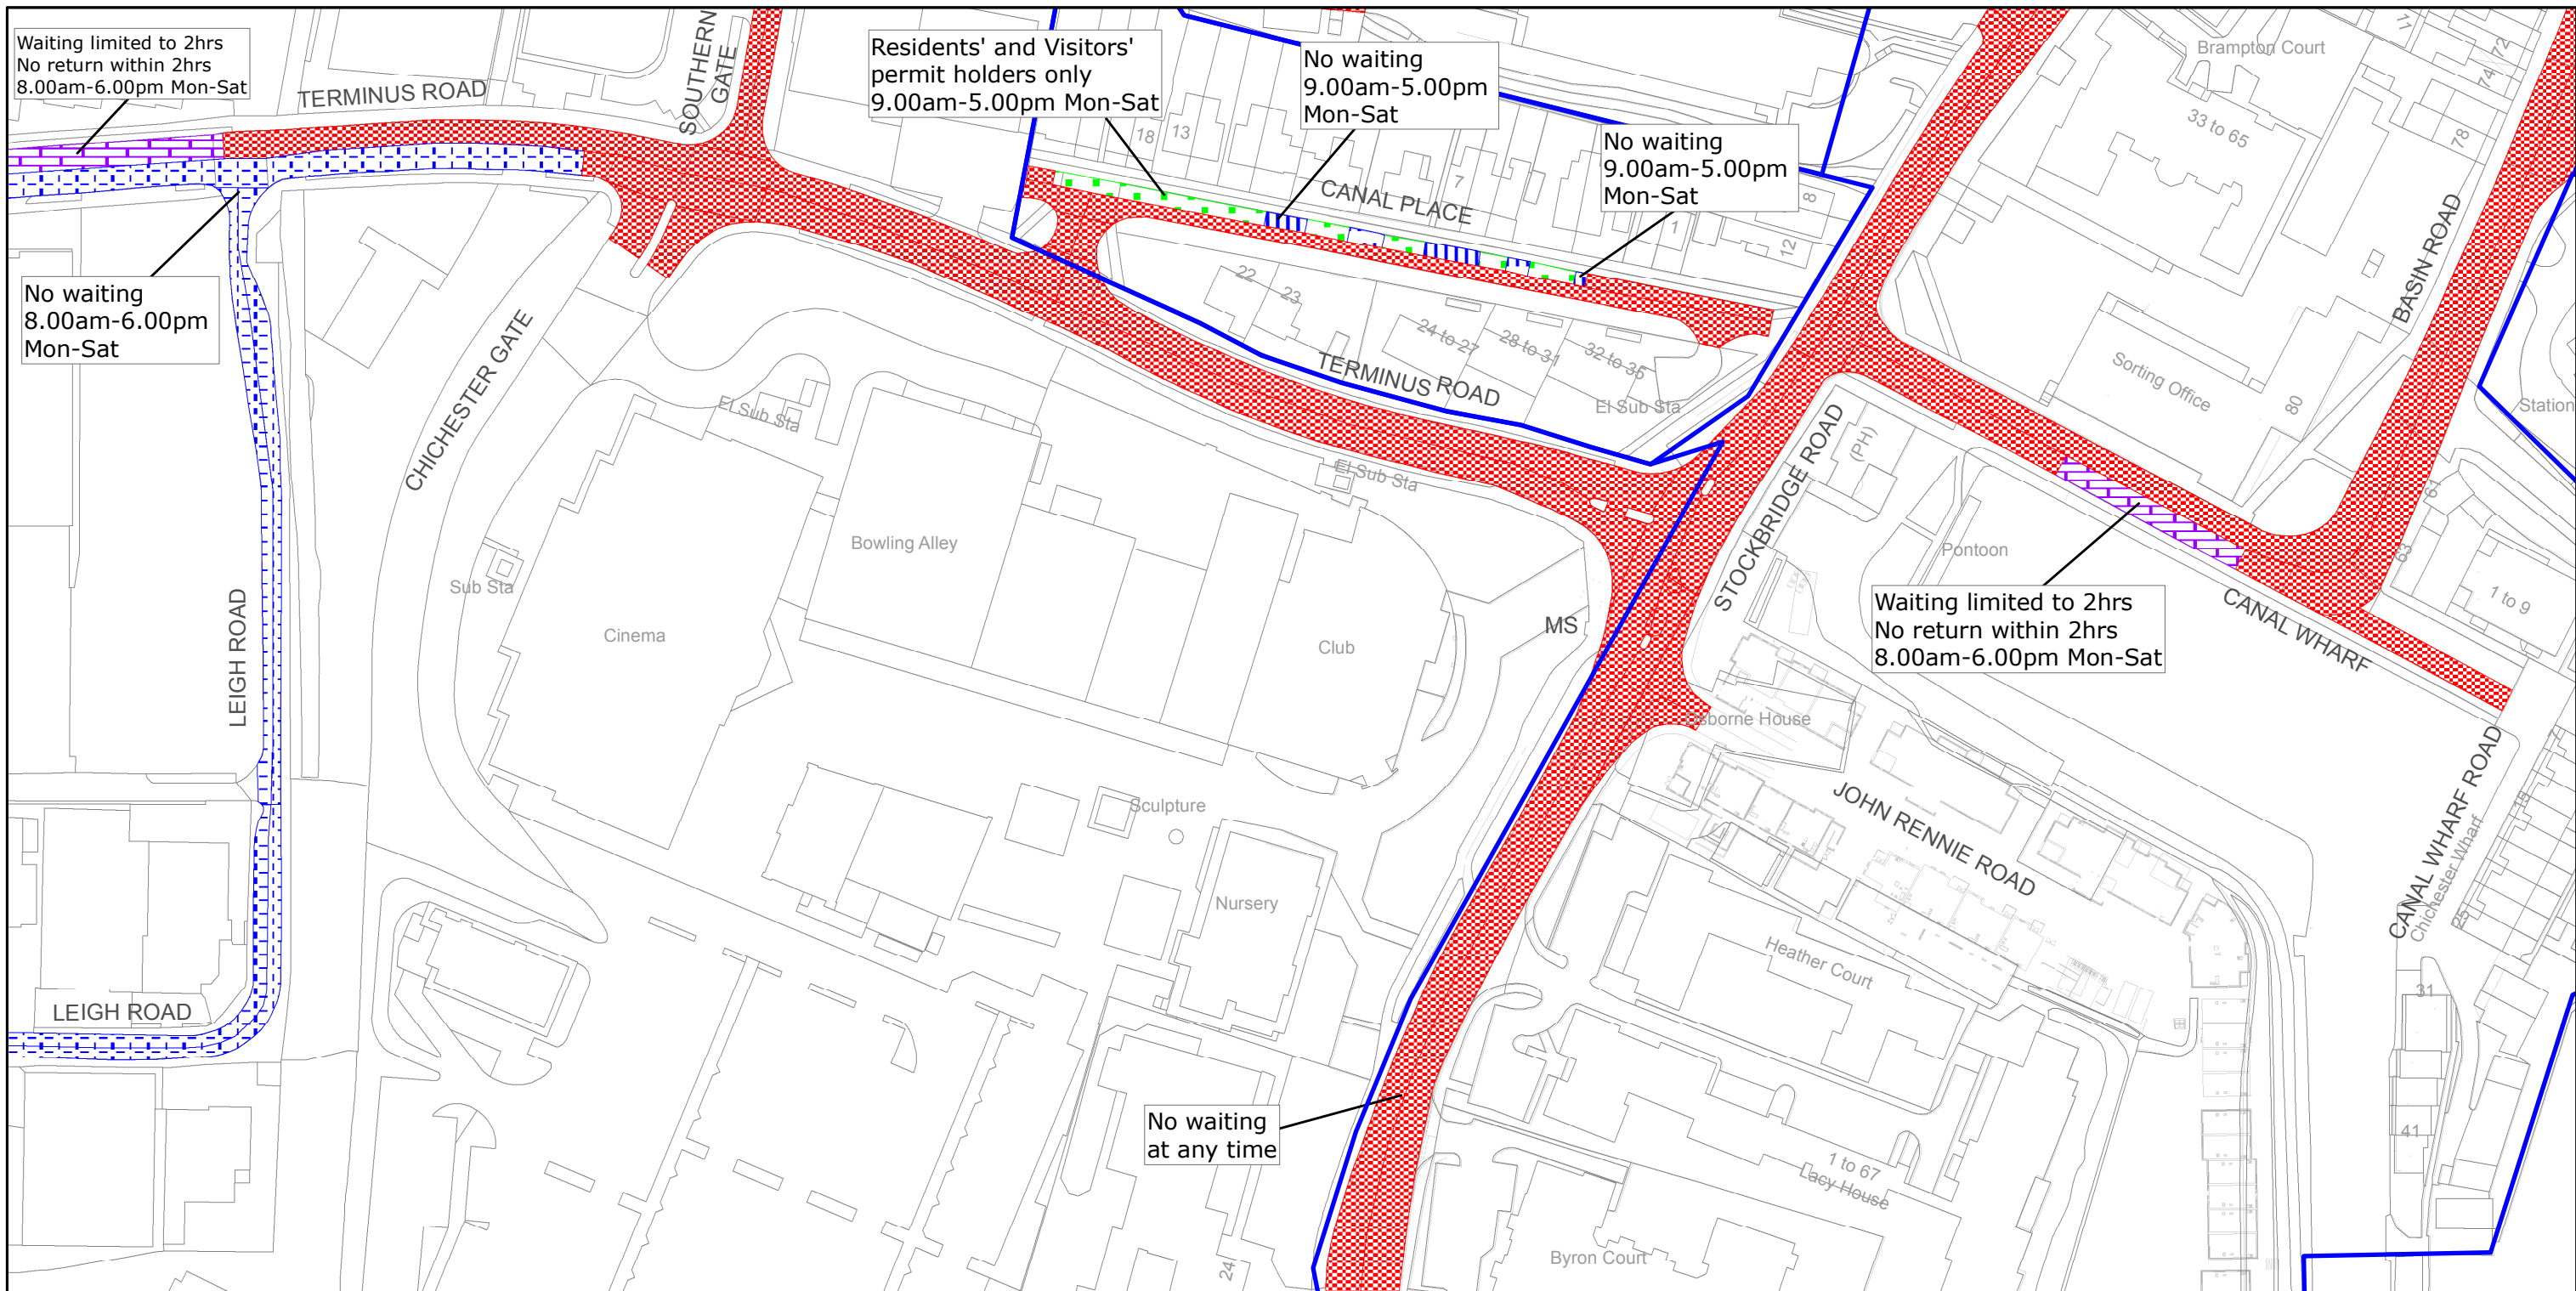 Waiting limited to 2hrs
No return within 2hrs
8.00am-6.00pm Mon-Sat
TERMINUS ROAD
SOUTHERN
GATE
Residents' and Visitors'
permit holders only
9.00am-5.00pm Mon-Sat
No waiting
9.00am-5.00pm
Mon-Sat
No waiting
9.00am-5.00pm
Mon-Sat
18
13
7
CANAL PLACE
1
8
12
Brampton Court
33 to 65
11
72
74
78
BASIN ROAD
No waiting
8.00am-6.00pm
Mon-Sat
CHICHESTER GATE
22
23
24 to 27
28 to 31
32 to 35
TERMINUS ROAD
El Sub Sta
Sorting Office
80
Station
El Sub Sta
El Sub Sta
STOCKBRIDGE ROAD
(PH)
Bowling Alley
Sub Sta
Cinema
Club
MS
Pontoon
61
63
1 to 9
Waiting limited to 2hrs
No return within 2hrs
8.00am-6.00pm Mon-Sat
CANAL WHARF
LEIGH ROAD
Osborne House
JOHN RENNIE ROAD
CANAL WHARF ROAD
Chichester Wharf
2
15
25
Sculpture
Nursery
Heather Court
LEIGH ROAD
31
41
No waiting
at any time
1 to 67
Lacy House
Byron Court
24